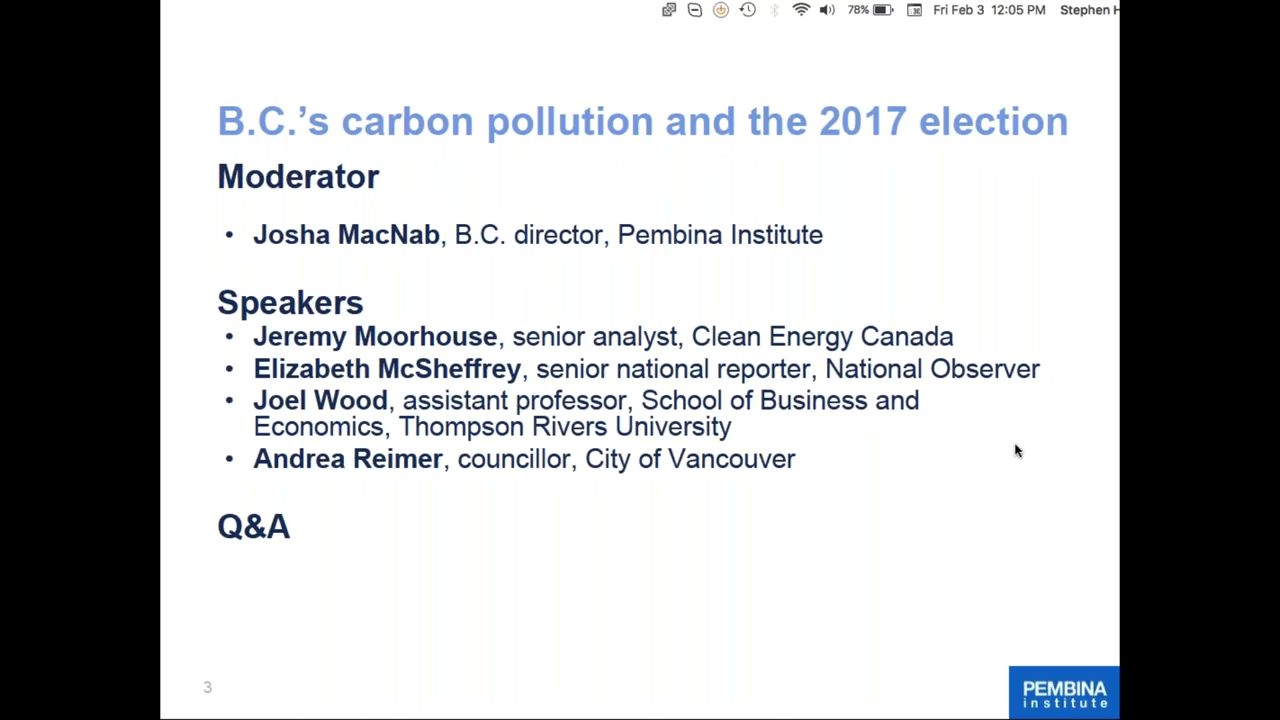 78% Fri Feb 3 12:05 PM Stephen H
B.C.’s carbon pollution and the 2017 election
Moderator
• Josha MacNab, B.C. director, Pembina Institute
Speakers
• Jeremy Moorhouse, senior analyst, Clean Energy Canada
• Elizabeth McSheffrey, senior national reporter, National Observer
• Joel Wood, assistant professor, School of Business and
Economics, Thompson Rivers University
• Andrea Reimer, councillor, City of Vancouver
Q&A
3
PEMBINA
institute